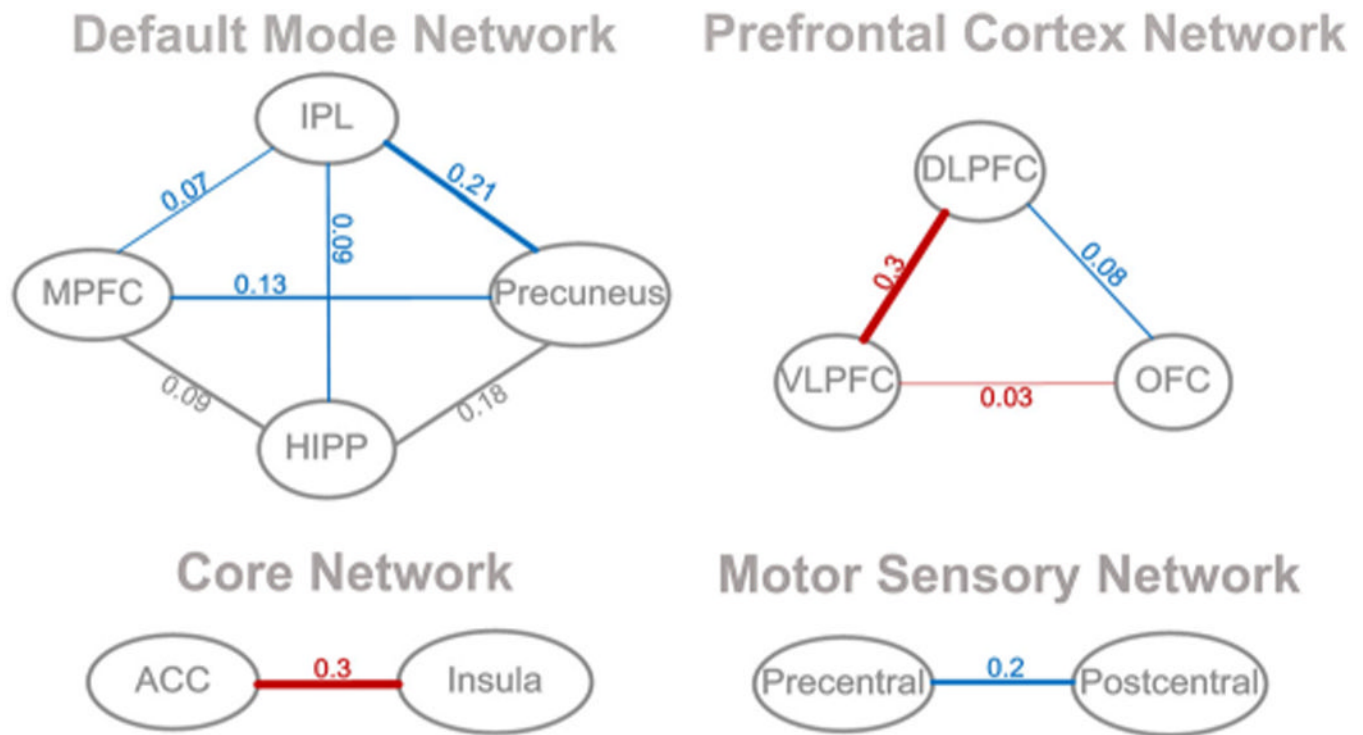 Default Mode Network
Prefrontal Cortex Network
IPL
0.07
0.21
0.09
MPFC
0.13
Precuneus
0.09
0.18
HIPP
DLPFC
0.3
0.08
VLPFC
0.03
OFC
Core Network
Motor Sensory Network
ACC
0.3
Insula
Precentral
0.2
Postcentral